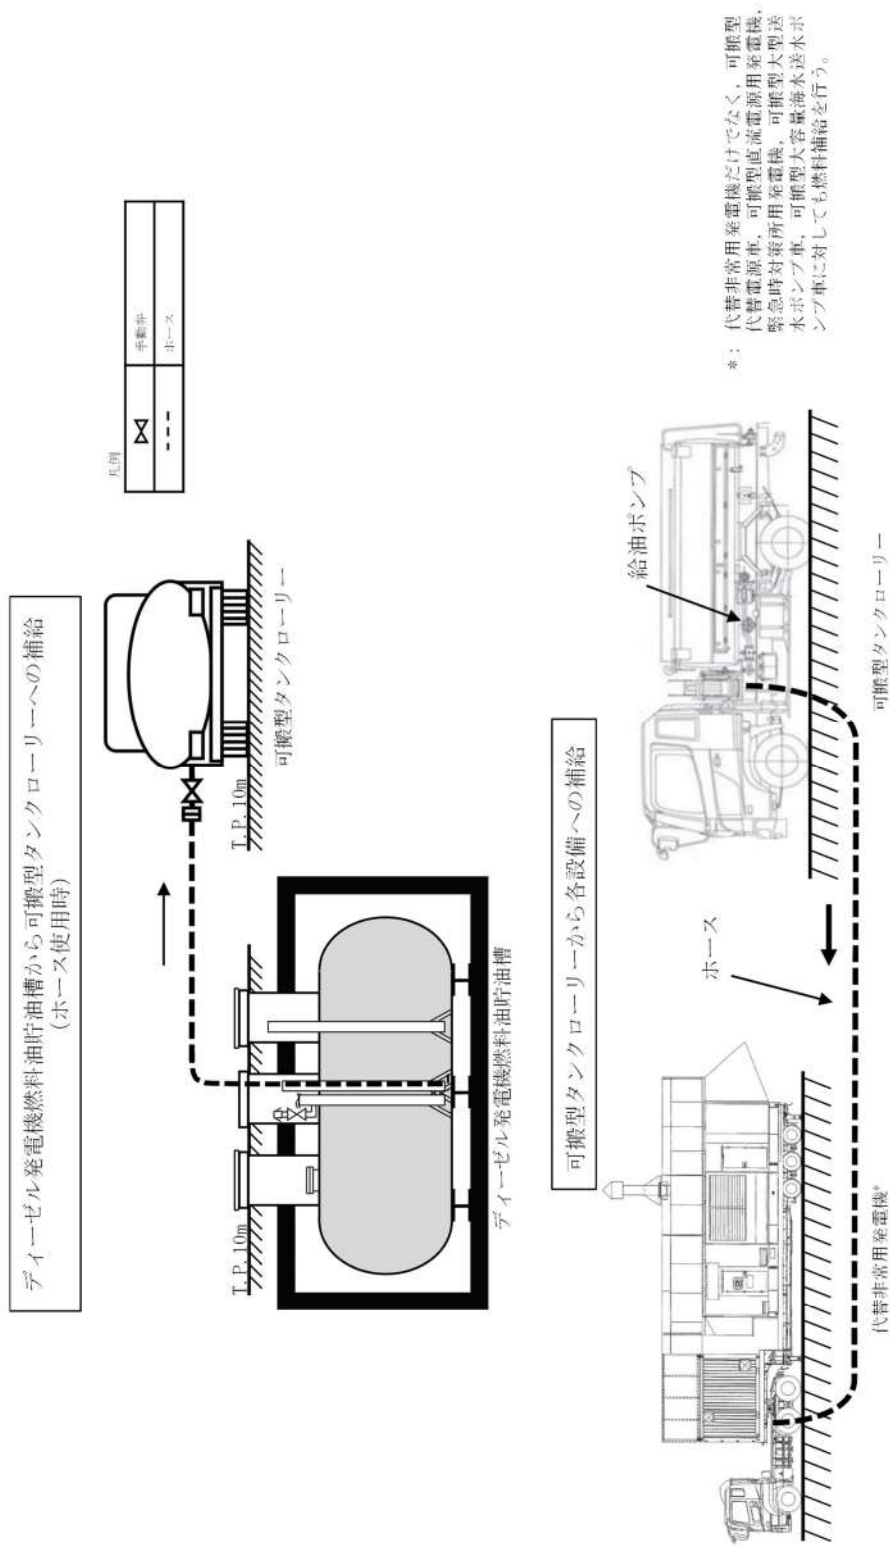 ディーゼル発電機燃料油貯油槽から可搬型タンクローリーへの補給
(ホース使用時)
凡例
手動弁
ホース
T.P.10m
T.P.10m
可搬型タンクローリー
ディーゼル発電機燃料油貯油槽
可搬型タンクローリーから各設備への補給
給油ポンプ
ホース
代替非常用発電機*
可搬型タンクローリー
*: 代替非常用発電機だけでなく，可搬型
代替電源車，可搬型直流電源用発電機，
緊急時対策所用発電機，可搬型大型送
水ポンプ車，可搬型大容量海水送水ポ
ンプ車に対しても燃料補給を行う。